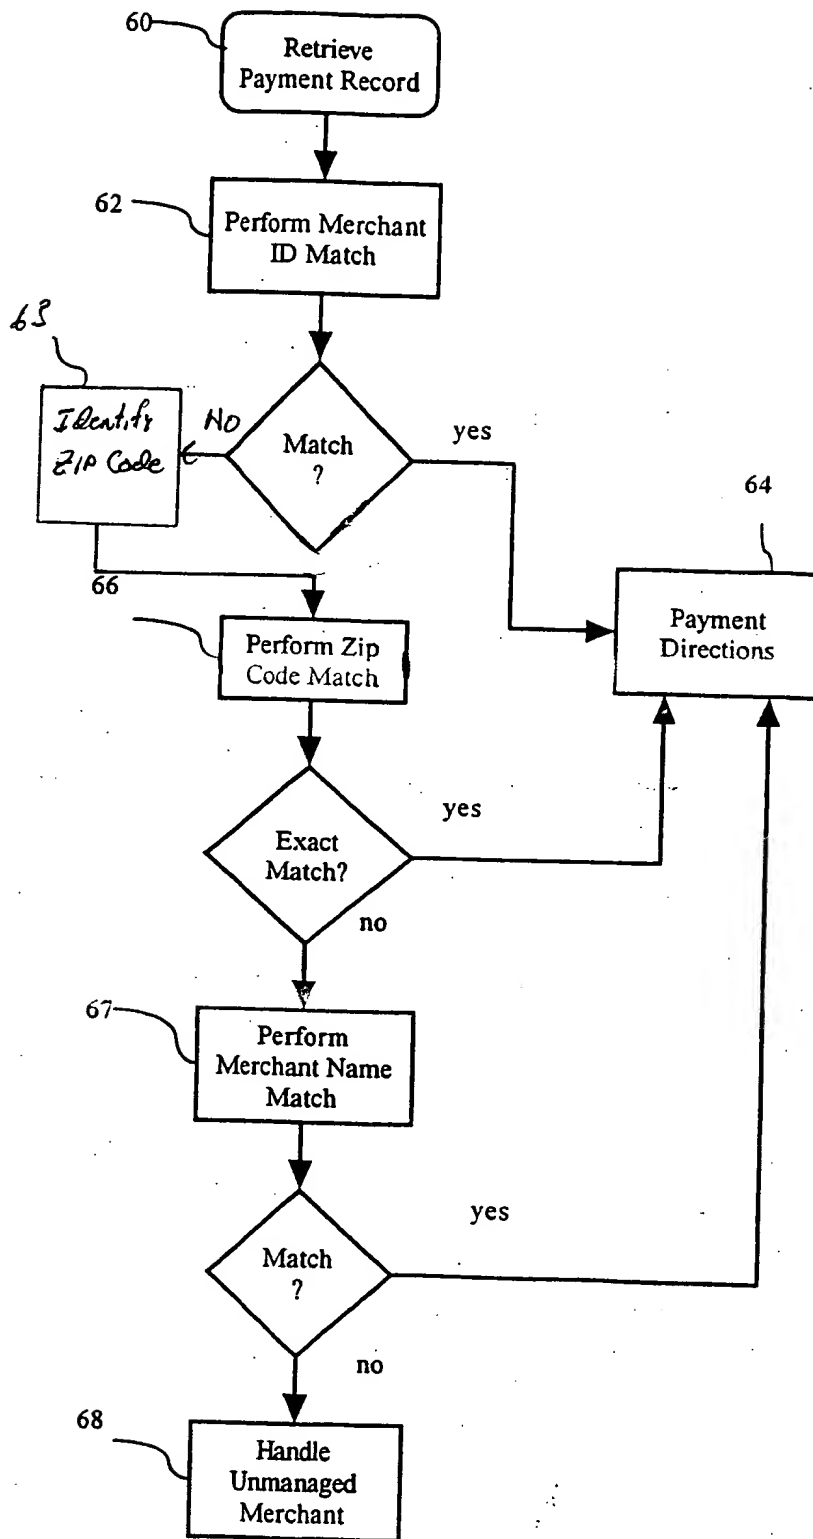 60
Retrieve
Payment Record
62
Perform Merchant
ID Match
63
Identify
ZIP Code
NO
Match
?
yes
64
Payment
Directions
66
Perform Zip
Code Match
Exact
Match?
yes
no
67
Perform
Merchant Name
Match
Match
?
yes
no
68
Handle
Unmanaged
Merchant